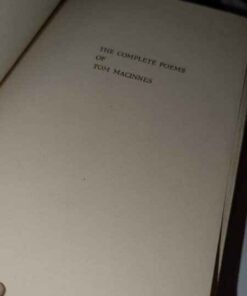 THE COMPLETE POEMS
OF
TOM MACINNES